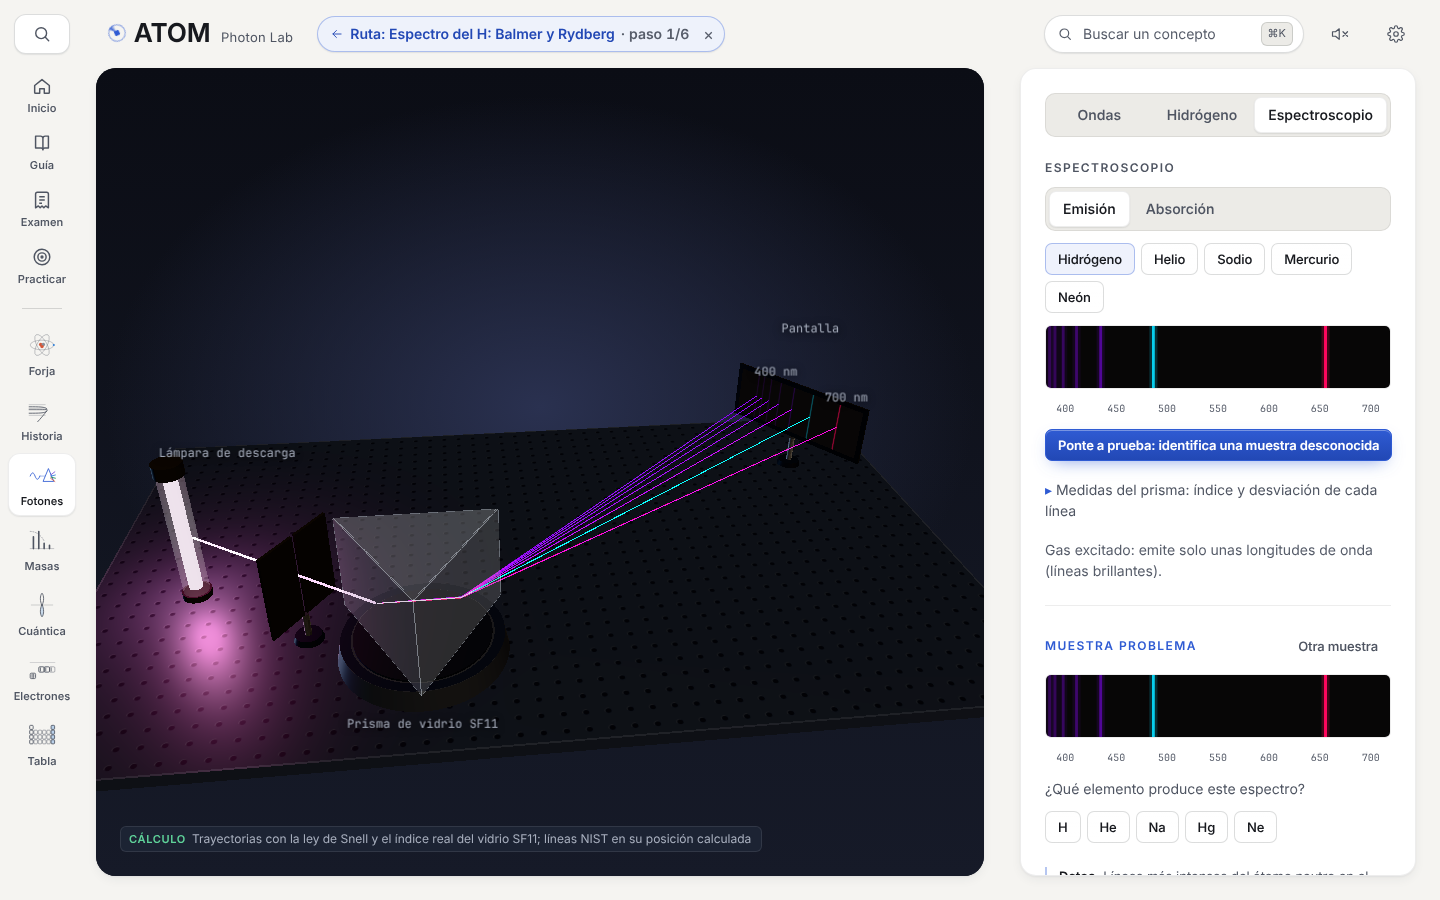 ATOM Photon Lab
← Ruta: Espectro del H: Balmer y Rydberg · paso 1/6 ×
Buscar un concepto ⌘K
Inicio
Guía
Examen
Practicar
Forja
Historia
Fotones
Masas
Cuántica
Electrones
Tabla
Pantalla
400 nm
700 nm
Lámpara de descarga
Prisma de vidrio SF11
CÁLCULO Trayectorias con la ley de Snell y el índice real del vidrio SF11; líneas NIST en su posición calculada
Ondas Hidrógeno Espectroscopio
ESPECTROSCOPIO
Emisión Absorción
Hidrógeno Helio Sodio Mercurio
Neón
400 450 500 550 600 650 700
Ponte a prueba: identifica una muestra desconocida
▸ Medidas del prisma: índice y desviación de cada
línea
Gas excitado: emite solo unas longitudes de onda
(líneas brillantes).
MUESTRA PROBLEMA Otra muestra
400 450 500 550 600 650 700
¿Qué elemento produce este espectro?
H He Na Hg Ne